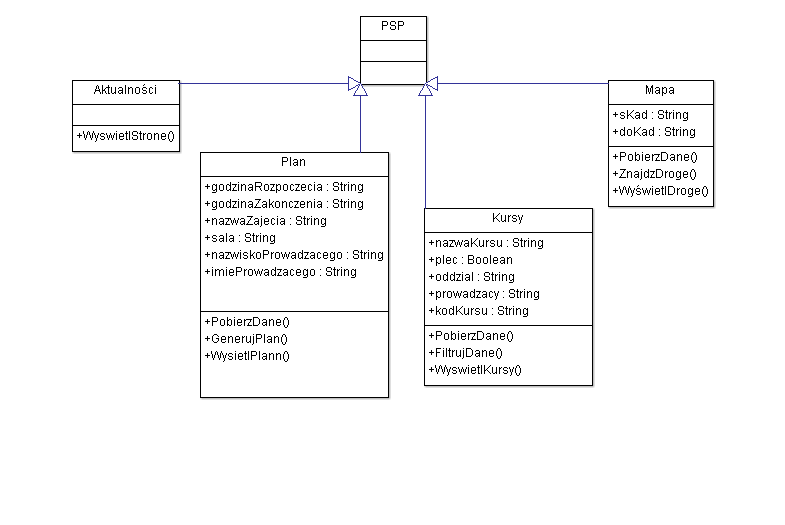 PSP
Aktualności
+WyswietlStrone()
Plan
+godzinaRozpoczecia : String
+godzinaZakonczenia : String
+nazwaZajecia : String
+sala : String
+nazwiskoProwadzacego : String
+imieProwadzacego : String
+PobierzDane()
+GenerujPlan()
+WysietlPlann()
Kursy
+nazwaKursu : String
+plec : Boolean
+oddzial : String
+prowadzacy : String
+kodKursu : String
+PobierzDane()
+FiltrujDane()
+WyswietlKursy()
Mapa
+sKad : String
+doKad : String
+PobierzDane()
+ZnajdzDroge()
+WyświetlDroge()